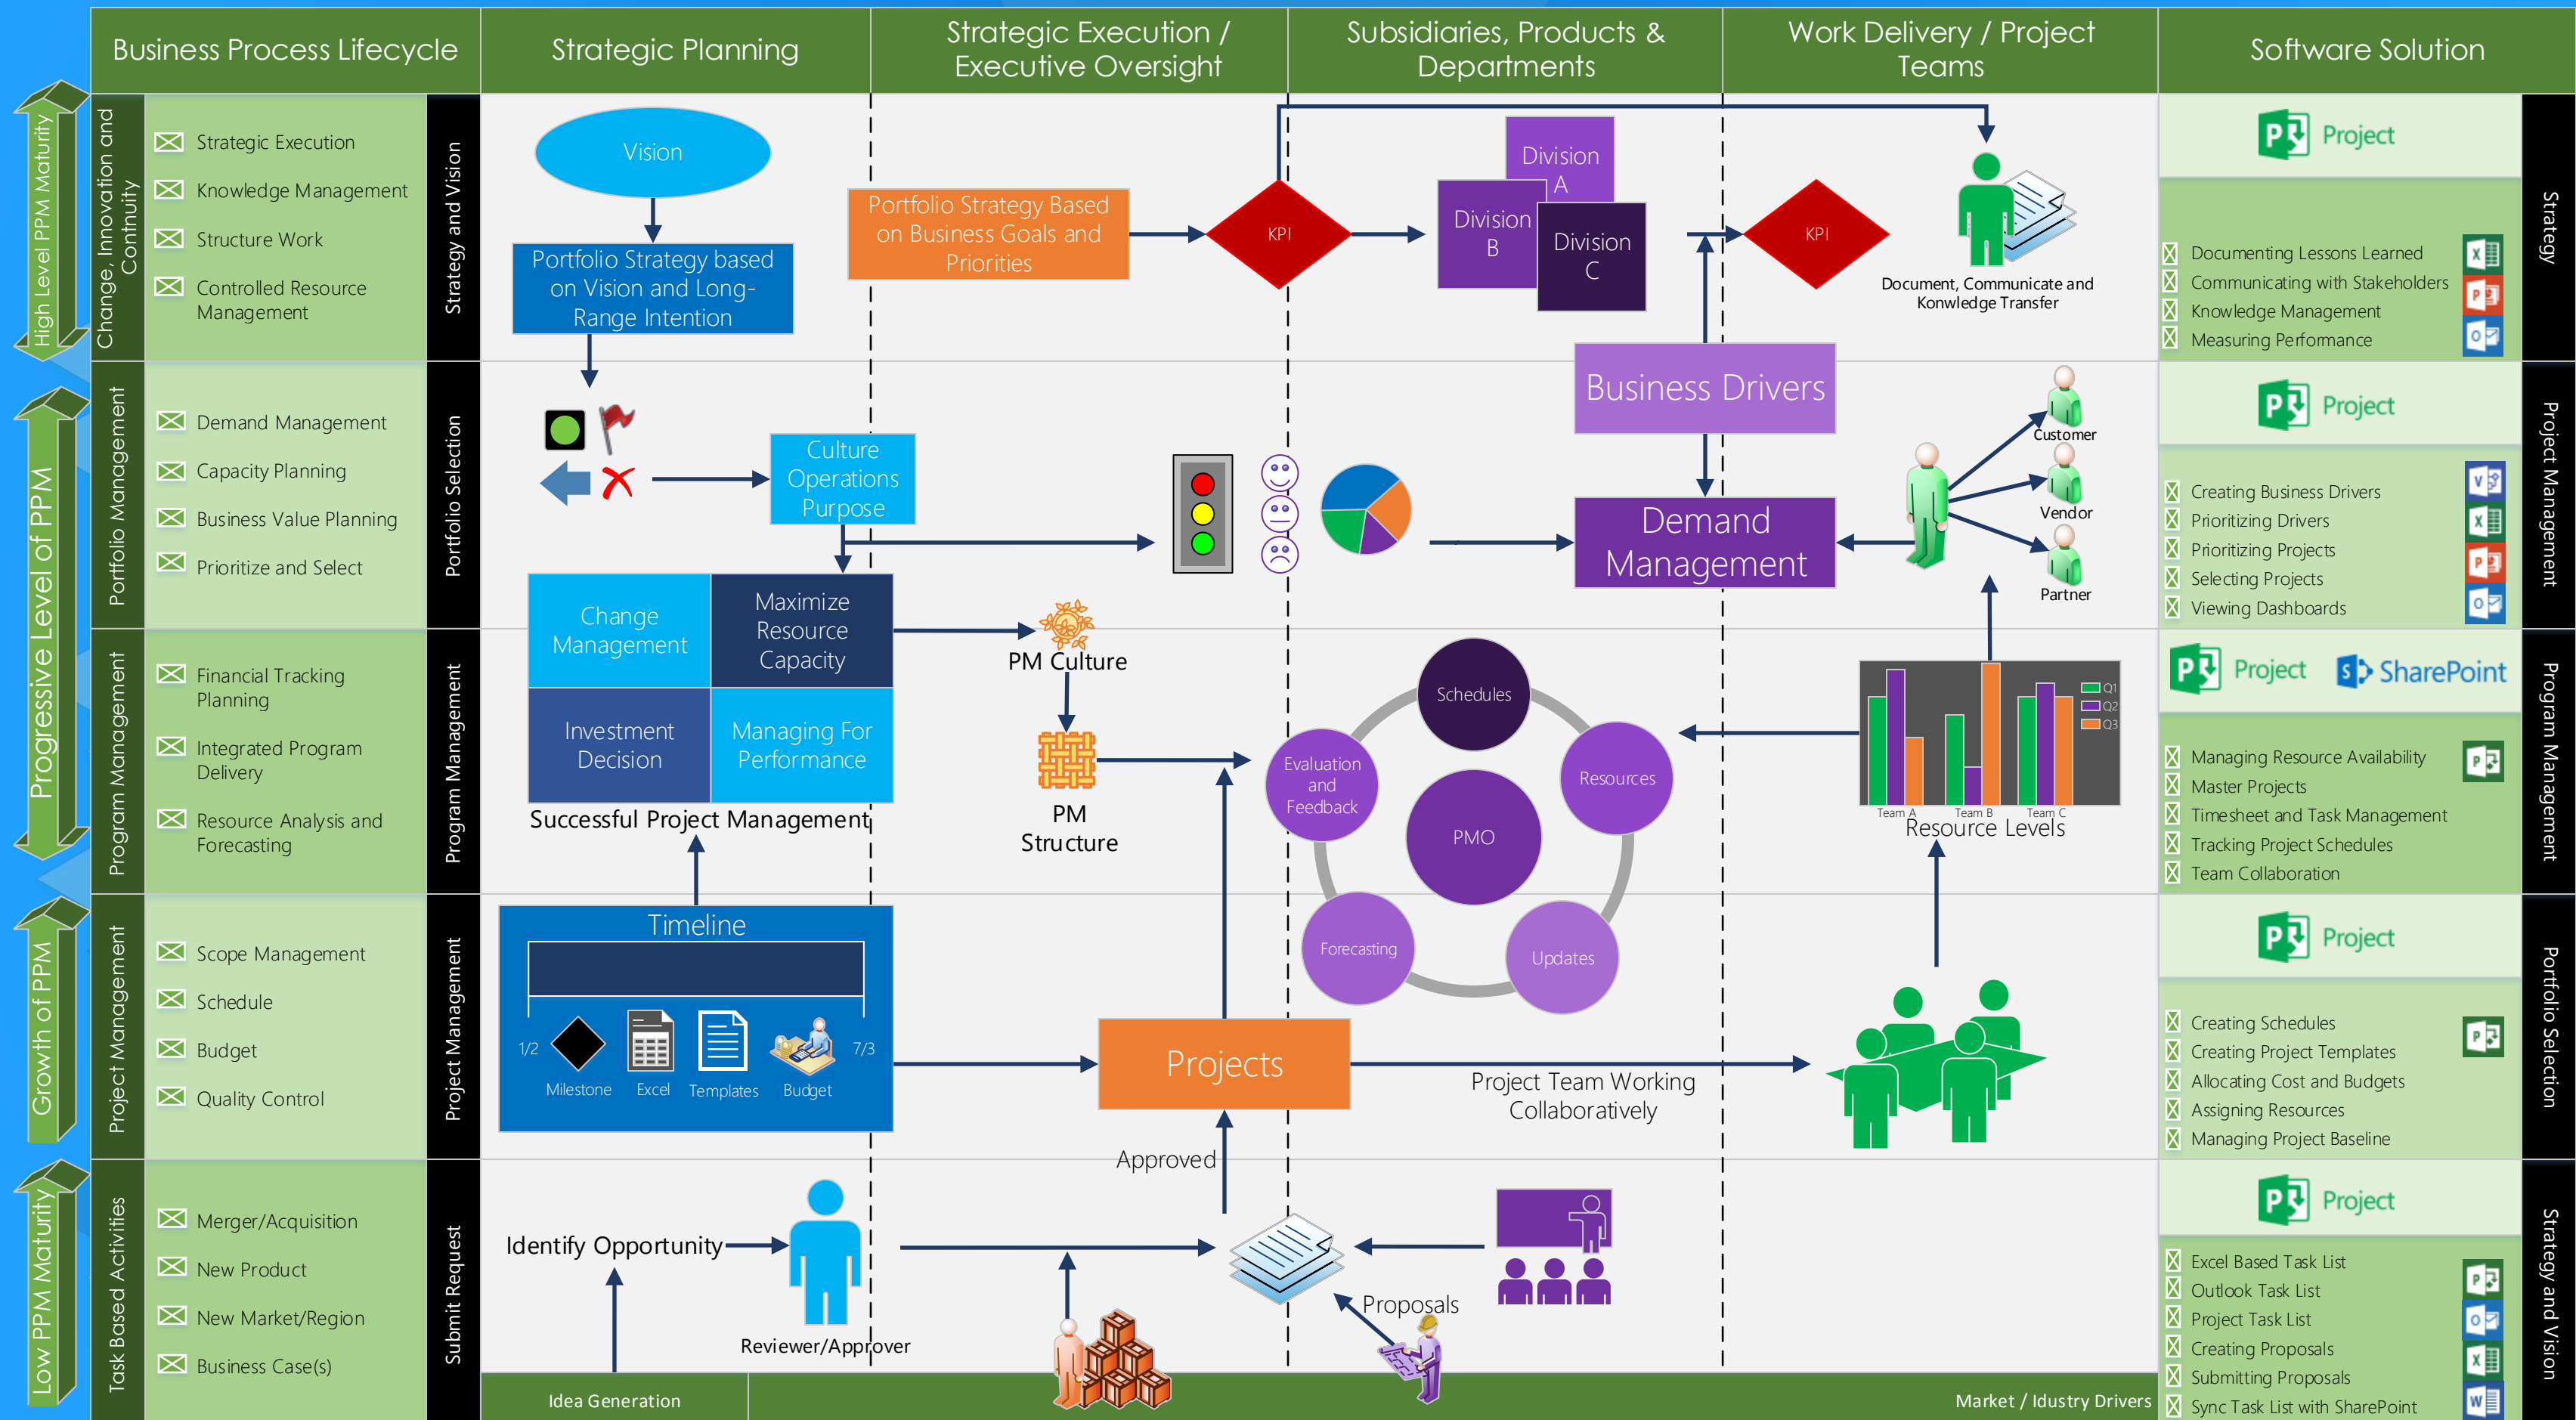 Business Process Lifecycle
Strategic Planning
Strategic Execution /
Executive Oversight
Subsidiaries, Products &
Departments
Work Delivery / Project
Teams
Software Solution
High Level PPM Maturity
Change, Innovation and
Contnuity
Strategic Execution
Knowledge Management
Structure Work
Controlled Resource
Management
Strategy and Vision
Vision
Portfolio Strategy based
on Vision and Long-
Range Intention
Portfolio Strategy Based
on Business Goals and
Priorities
KPI
Division
A
Division
B
Division
C
KPI
Document, Communicate and
Konwledge Transfer
Project
Documenting Lessons Learned
Communicating with Stakeholders
Knowledge Management
Measuring Performance
Strategy
Progressive Level of PPM
Portfolio Management
Demand Management
Capacity Planning
Business Value Planning
Prioritize and Select
Portfolio Selection
Culture
Operations
Purpose
Business Drivers
Demand
Management
Customer
Vendor
Partner
Project
Creating Business Drivers
Prioritizing Drivers
Prioritizing Projects
Selecting Projects
Viewing Dashboards
Project Management
Program Management
Financial Tracking
Planning
Integrated Program
Delivery
Resource Analysis and
Forecasting
Program Management
Change
Management
Maximize
Resource
Capacity
Investment
Decision
Managing For
Performance
Successful Project Management
PM Culture
PM
Structure
Schedules
Evaluation
and
Feedback
Resources
PMO
Forecasting
Updates
Q1
Q2
Q3
Team A
Team B
Team C
Resource Levels
Project
SharePoint
Managing Resource Availability
Master Projects
Timesheet and Task Management
Tracking Project Schedules
Team Collaboration
Program Management
Growth of PPM
Project Management
Scope Management
Schedule
Budget
Quality Control
Project Management
Timeline
1/2
7/3
Milestone
Excel
Templates
Budget
Projects
Project Team Working
Collaboratively
Approved
Project
Creating Schedules
Creating Project Templates
Allocating Cost and Budgets
Assigning Resources
Managing Project Baseline
Portfolio Selection
Low PPM Maturity
Task Based Activities
Merger/Acquisition
New Product
New Market/Region
Business Case(s)
Submit Request
Identify Opportunity
Reviewer/Approver
Proposals
Idea Generation
Market / Idustry Drivers
Project
Excel Based Task List
Outlook Task List
Project Task List
Creating Proposals
Submitting Proposals
Sync Task List with SharePoint
Strategy and Vision